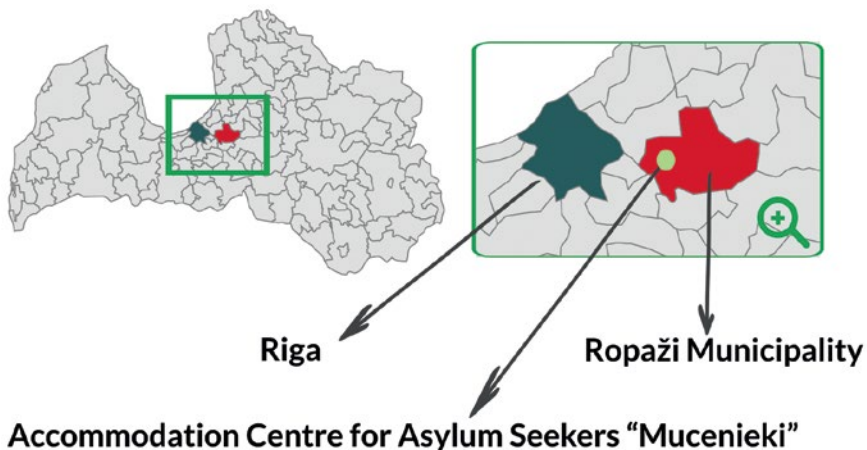 Riga
Ropaži Municipality
Accommodation Centre for Asylum Seekers “Mucenieki”